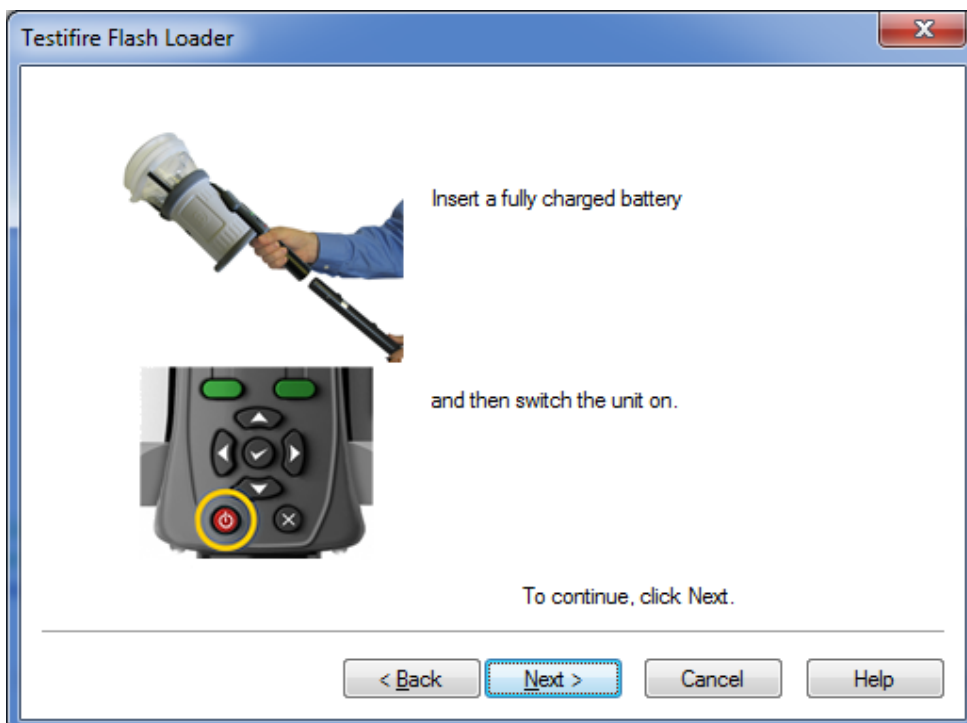 Testifire Flash Loader
Insert a fully charged battery
and then switch the unit on.
To continue, click Next.
< Back
Next >
Cancel
Help